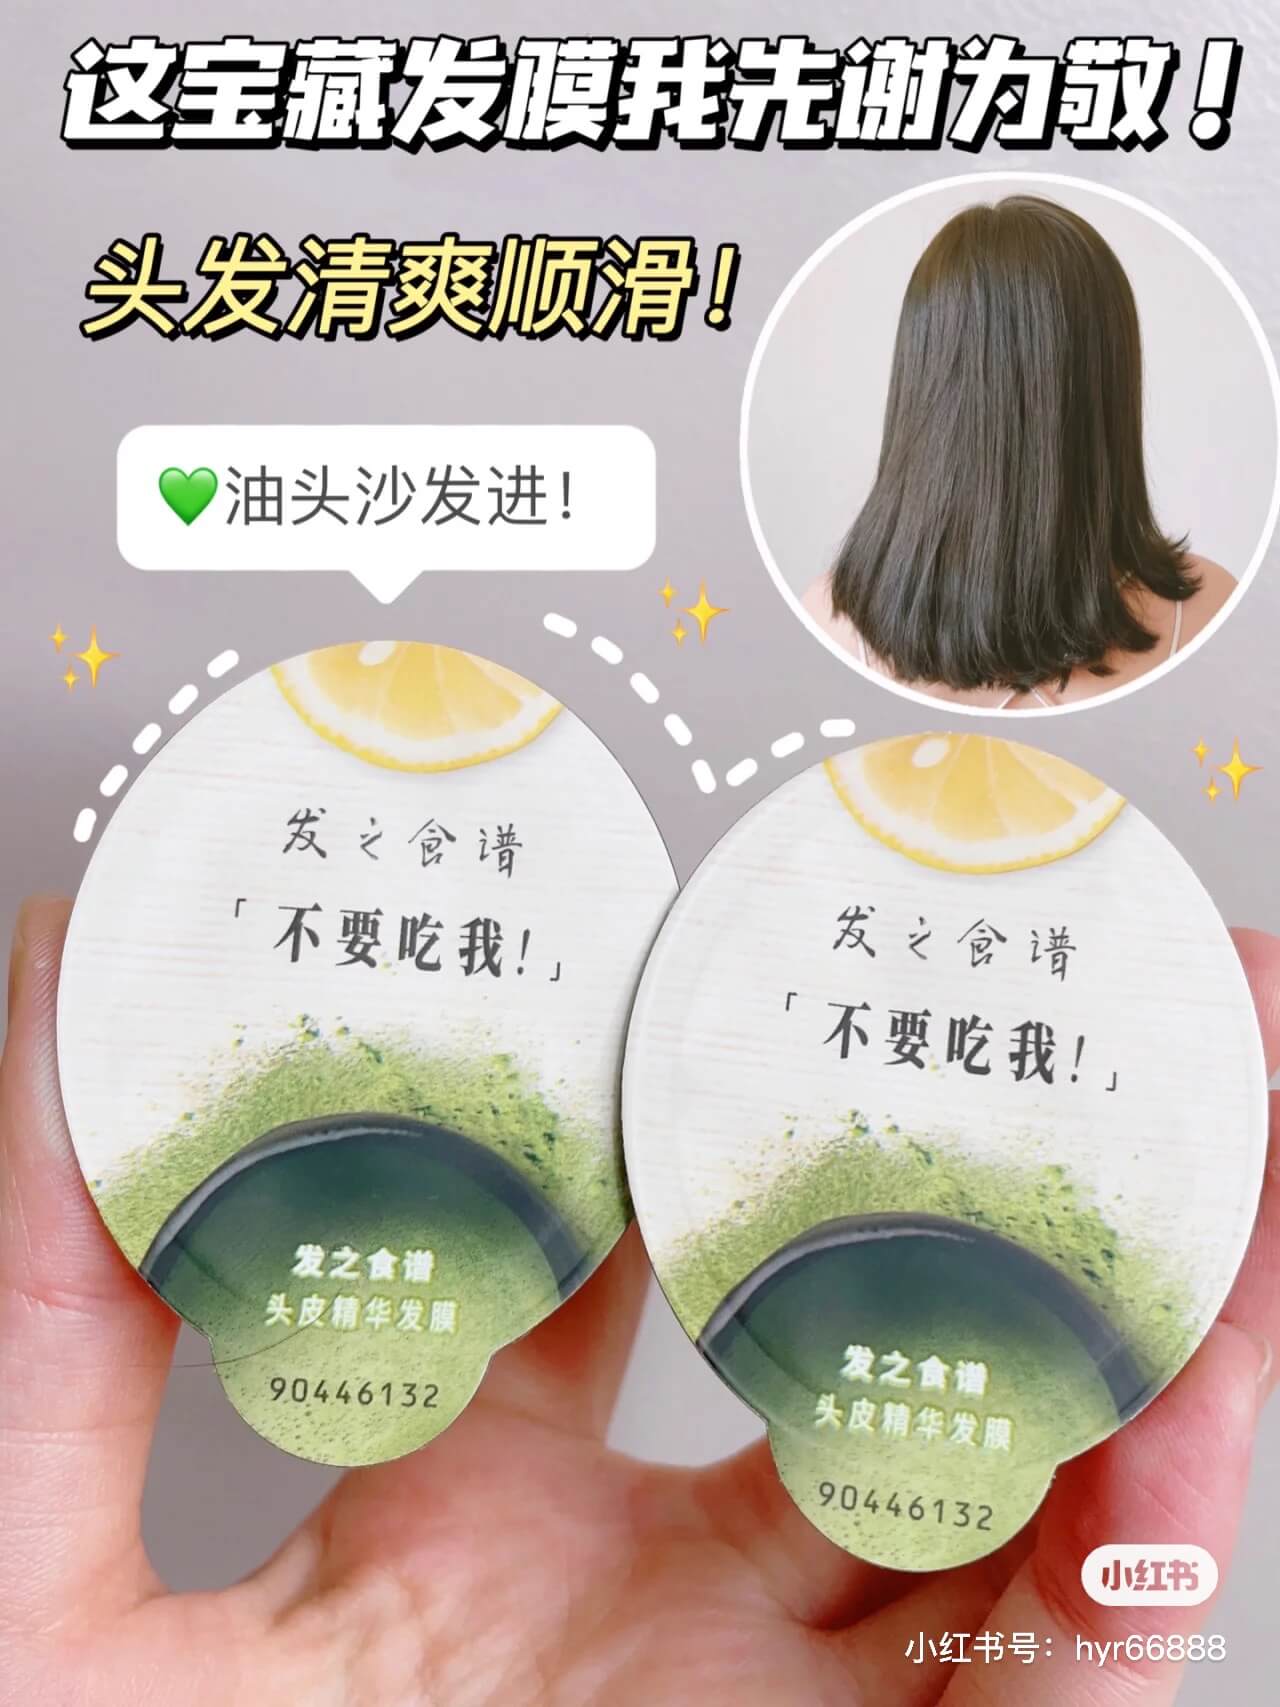 这宝藏发膜我先谢为敬！
头发清爽顺滑！
💚油头沙发进！
发之食谱
「不要吃我！」
发之食谱
头皮精华发膜
90446132
发之食谱
「不要吃我！」
发之食谱
头皮精华发膜
90446132
小红书
小红书号：hyr66888